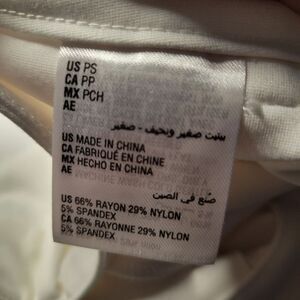 US PS
CA PP
MX PCH
AE
بيتيت صغير ونحيف - صغير
US MADE IN CHINA
CA FABRIQUÉ EN CHINE
MX HECHO EN CHINA
AE
صنع في الصين
US 66% RAYON 29% NYLON
5% SPANDEX
CA 66% RAYONNE 29% NYLON
5% SPANDEX